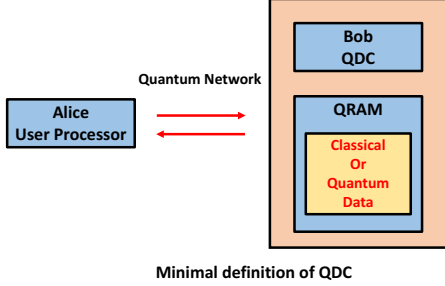 Bob
QDC
Quantum Network
Alice
User Processor
QRAM
Classical
Or
Quantum
Data
Minimal definition of QDC